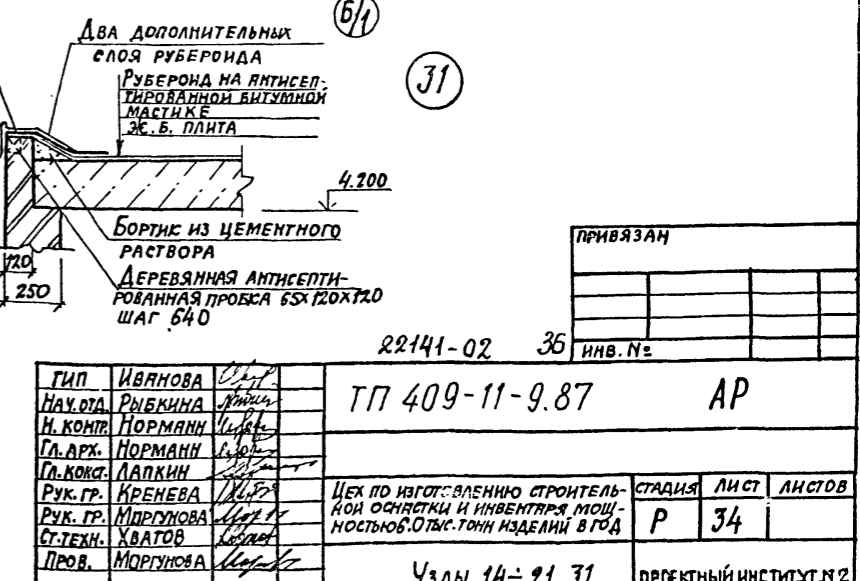 Б/1
Два дополнительных
слоя рубероида
31
Рубероид на антисеп-
тированной битумной
мастике
Ж.Б. плита
4.200
Бортик из цементного
раствора
120
250
Деревянная антисепти-
рованная пробка 65х120х120
шаг 640
Привязан
Инв. №
22141-02 36
ТП 409-11-9.87 АР
ГИП Иванова
Нач.отд. Рыбкина
Н. контр. Норманн
Гл. арх. Норманн
Гл. конст. Лапкин
Рук. гр. Кренева
Рук. гр. Моргунова
Ст.техн. Хватов
Пров. Моргунова
Цех по изготовлению строитель-
ной оснастки и инвентаря мощ-
ностью 6.0 тыс. тонн изделий в год
Стадия Лист Листов
Р 34
Узлы 14÷21, 31
Проектный институт №2